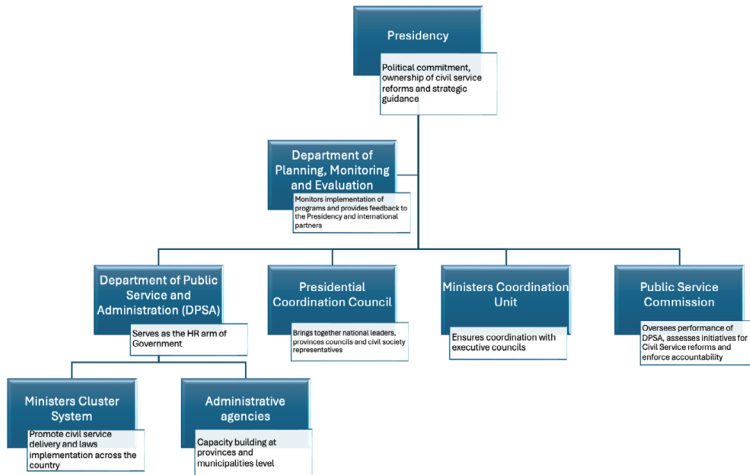 Presidency
Political commitment,
ownership of civil service
reforms and strategic
guidance
Department of
Planning, Monitoring
and Evaluation
Monitors implementation of
programs and provides feedback to
the Presidency and international
partners
Department of Public
Service and
Administration (DPSA)
Serves as the HR arm of
Government
Presidential
Coordination Council
Brings together national leaders,
provinces councils and civil society
representatives
Ministers Coordination
Unit
Ensures coordination with
executive councils
Public Service
Commission
Oversees performance of
DPSA, assesses initiatives for
Civil Service reforms and
enforce accountability
Ministers Cluster
System
Promote civil service
delivery and laws
implementation across the
country
Administrative
agencies
Capacity building at
provinces and
municipalities level